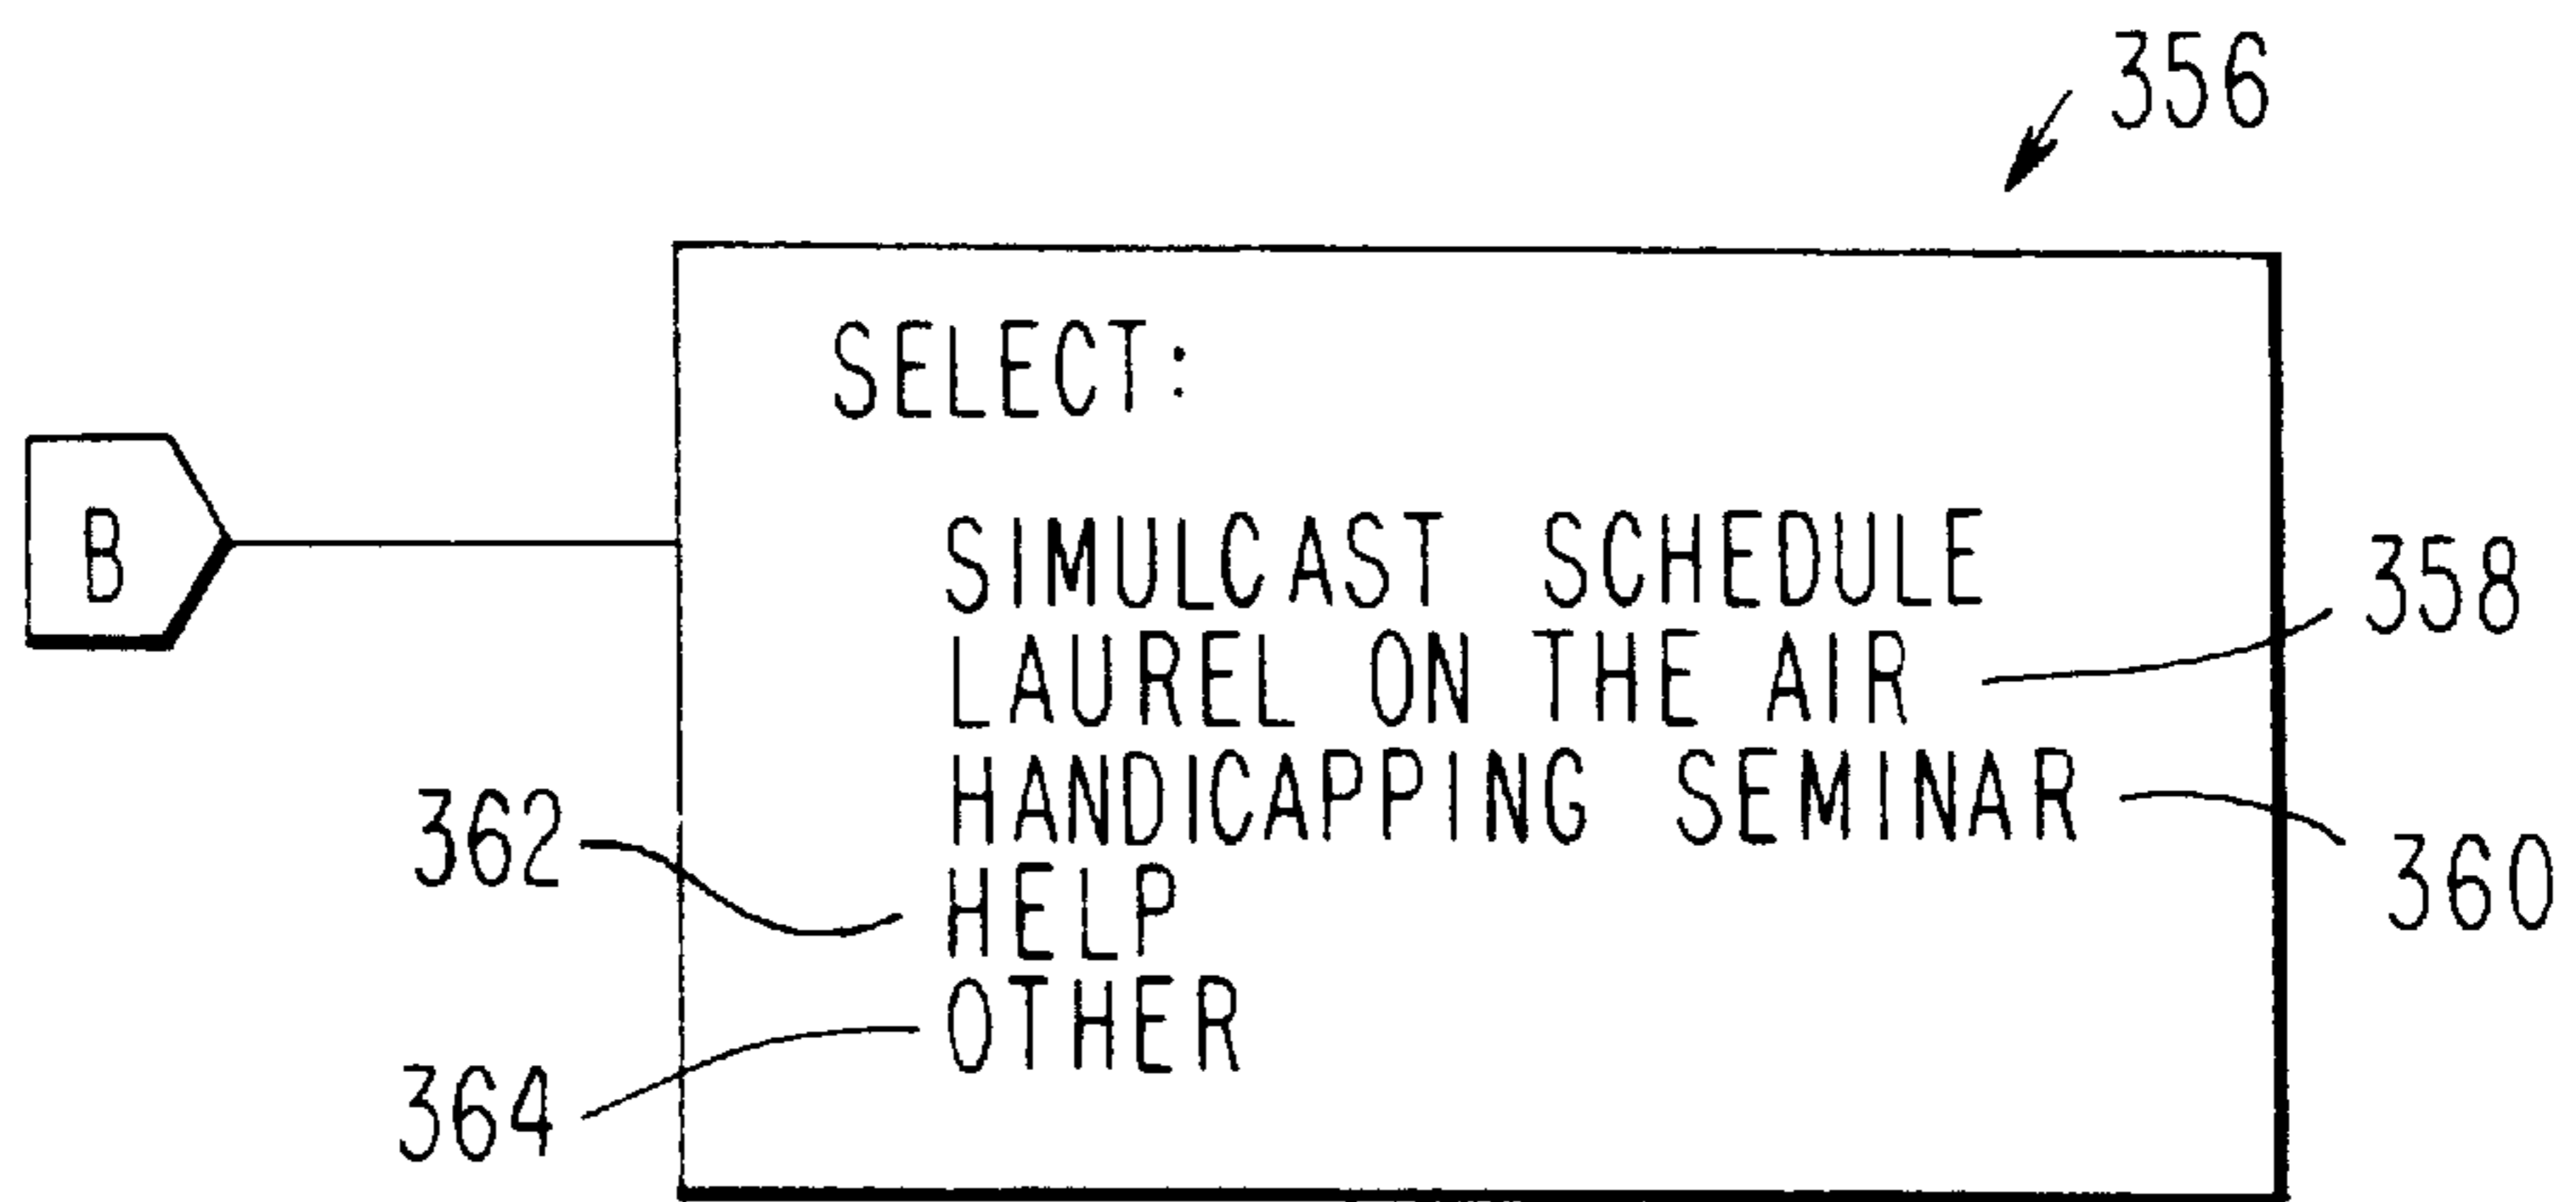 356
SELECT:
B
SIMULCAST SCHEDULE
358
LAUREL ON THE AIR
HANDICAPPING SEMINAR
360
362
HELP
OTHER
364